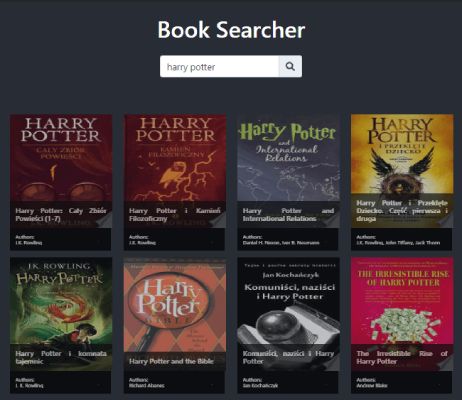 Book Searcher
harry potter
HARRY
POTTER
CAŁY ZBIÓR
POWIEŚCI
Harry Potter: Cały Zbiór
Powieści (1-7)
Authors:
J.K. Rowling
HARRY
POTTER
KAMIEŃ
FILOZOFICZNY
Harry Potter i Kamień
Filozoficzny
Authors:
J.K. Rowling
Harry Potter
and
International
Relations
Harry Potter and
International Relations
Authors:
Daniel H. Nexon, Iver B. Neumann
HARRY
POTTER
I PRZEKLĘTE
DZIECKO
Harry Potter i Przeklęte
Dziecko. Część pierwsza i
druga
Authors:
J.K. Rowling, John Tiffany, Jack Thorn
J.K. ROWLING
HARRY POTTER
Harry Potter i komnata
tajemnic
Authors:
J. K. Rowling
Harry
Potter
BIBLE
Harry Potter and the Bible
Authors:
Richard Abanes
Jan Kochańczyk
Komuniści, naziści
i Harry Potter
Komuniści, naziści i Harry
Potter
Authors:
Jan Kochańczyk
THE IRRESISTIBLE RISE
OF HARRY POTTER
The Irresistible Rise of
Harry Potter
Authors:
Andrew Blake